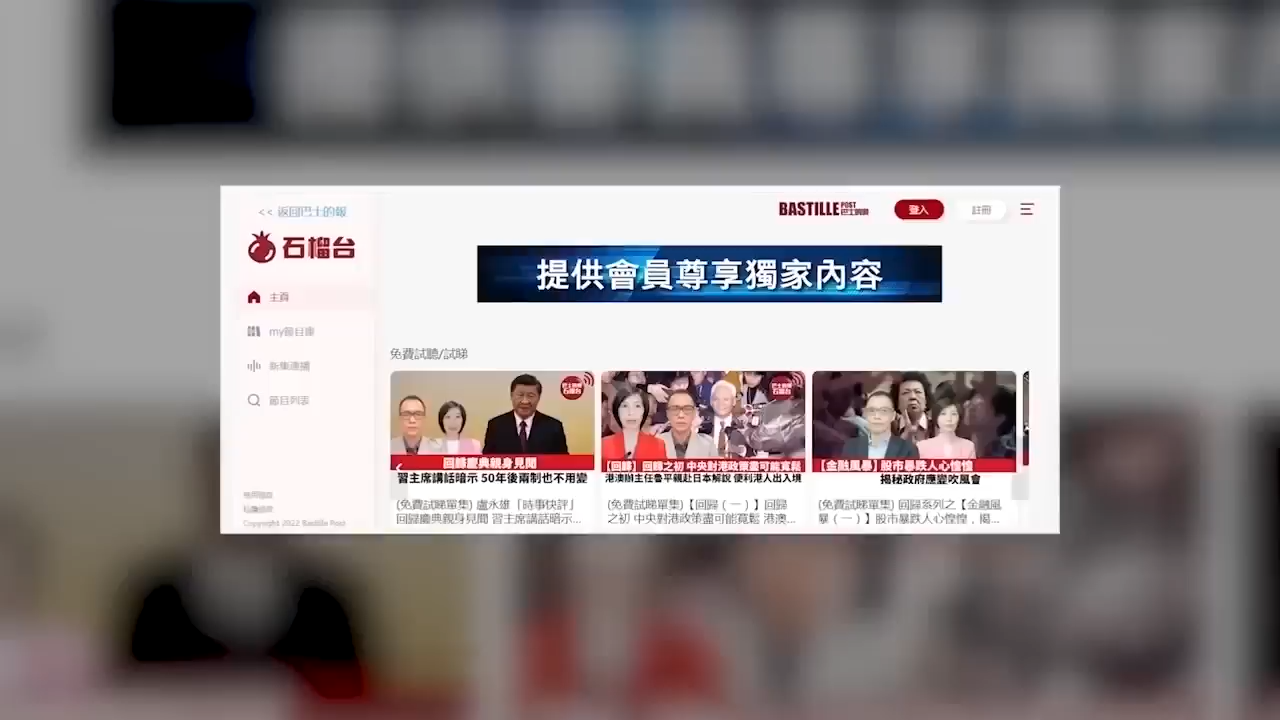 << 返回巴士的報
石榴台
主頁
my節目庫
新集連播
節目列表
Copyright 2022 Bastille Post
BASTILLE POST 巴士的報
登入
註冊
提供會員尊享獨家內容
免費試聽/試睇
回歸慶典親身見聞
習主席講話暗示 50年後兩制也不用變
(免費試睇單集) 盧永雄「時事快評」
回歸慶典親身見聞 習主席講話暗示...
【回歸】回歸之初 中央對港政策盡可能寬鬆
港澳辦主任魯平親赴日本解說 便利港人出入境
(免費試睇單集)【回歸（一）】回歸
之初 中央對港政策盡可能寬鬆 港澳...
【金融風暴】股市暴跌人心惶惶
揭秘政府應變吹風會
(免費試睇單集) 回歸系列之【金融風
暴（一）】股市暴跌人心惶惶，揭...